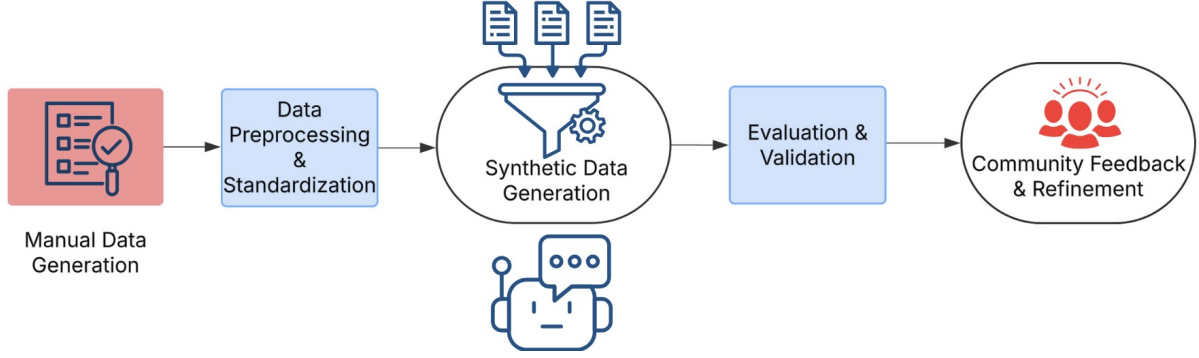 Manual Data
Generation
Data
Preprocessing
&
Standardization
Synthetic Data
Generation
Evaluation &
Validation
Community Feedback
& Refinement